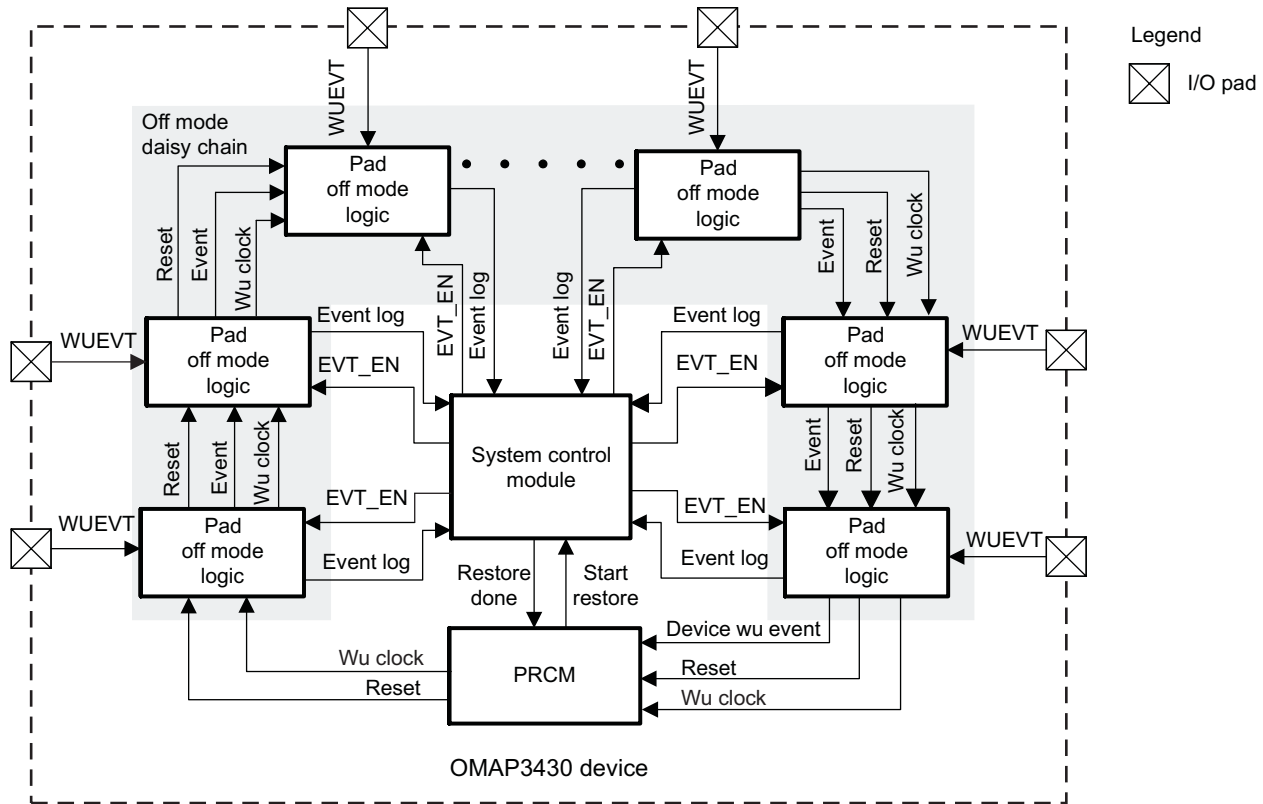 Legend
I/O pad
WUEVT
WUEVT
Off mode
daisy chain
Pad
off mode
logic
Pad
off mode
logic
Reset
Event
Wu clock
EVT_EN
Event log
Event log
EVT_EN
Event
Reset
Wu clock
WUEVT
Pad
off mode
logic
Event log
EVT_EN
Event log
EVT_EN
Pad
off mode
logic
WUEVT
Reset
Event
Wu clock
System control
module
Event
Reset
Wu clock
WUEVT
Pad
off mode
logic
EVT_EN
Event log
EVT_EN
Event log
Pad
off mode
logic
WUEVT
Restore
done
Start
restore
Device wu event
Wu clock
Reset
PRCM
Reset
Wu clock
OMAP3430 device